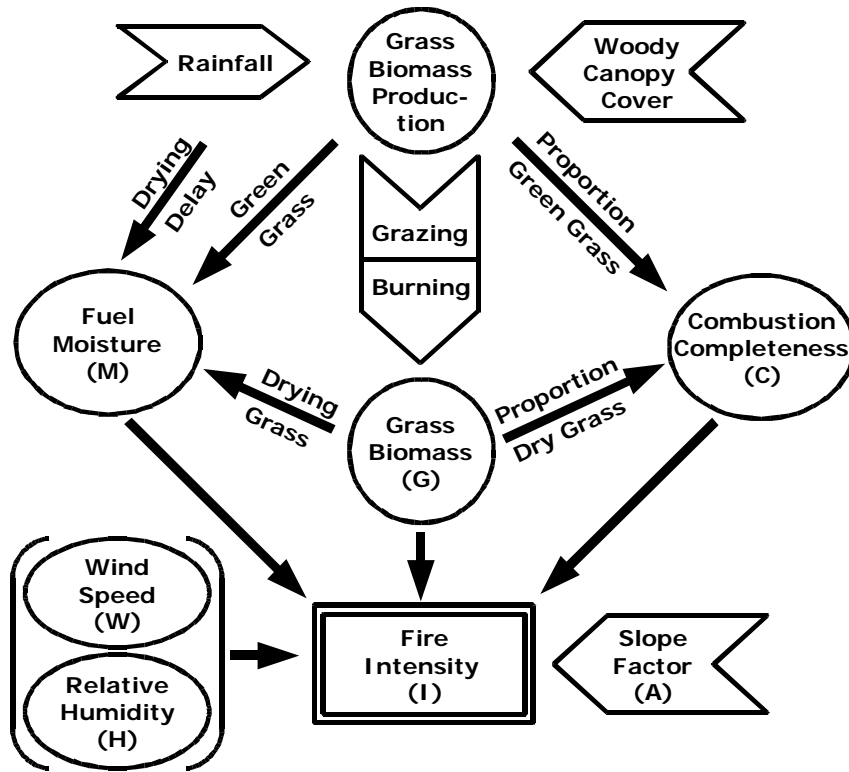 Rainfall
Grass
Biomass
Produc-
tion
Woody
Canopy
Cover
Drying
Delay
Green
Grass
Grazing
Burning
Proportion
Green Grass
Fuel
Moisture
(M)
Combustion
Completeness
(C)
Drying
Grass
Grass
Biomass
(G)
Proportion
Dry Grass
Wind
Speed
(W)
Relative
Humidity
(H)
Fire
Intensity
(I)
Slope
Factor
(A)